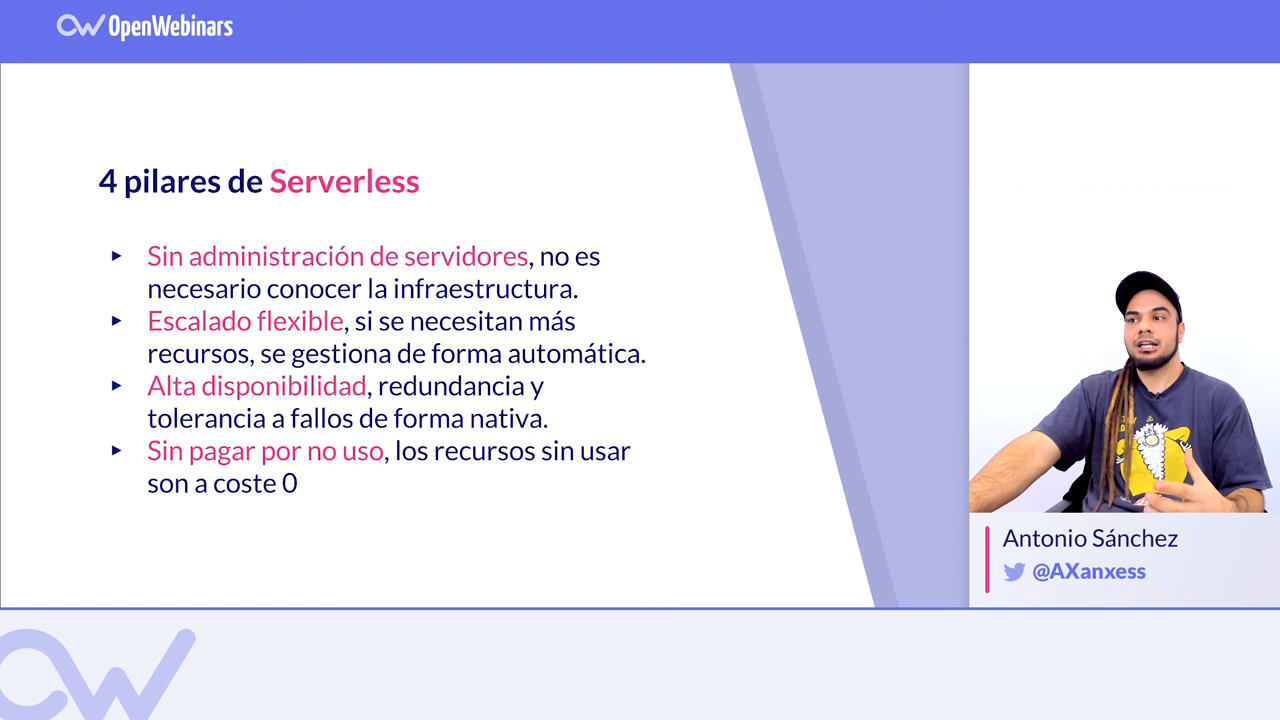 OpenWebinars
4 pilares de Serverless
▸ Sin administración de servidores, no es
necesario conocer la infraestructura.
▸ Escalado flexible, si se necesitan más
recursos, se gestiona de forma automática.
▸ Alta disponibilidad, redundancia y
tolerancia a fallos de forma nativa.
▸ Sin pagar por no uso, los recursos sin usar
son a coste 0
Antonio Sánchez
@AXanxess